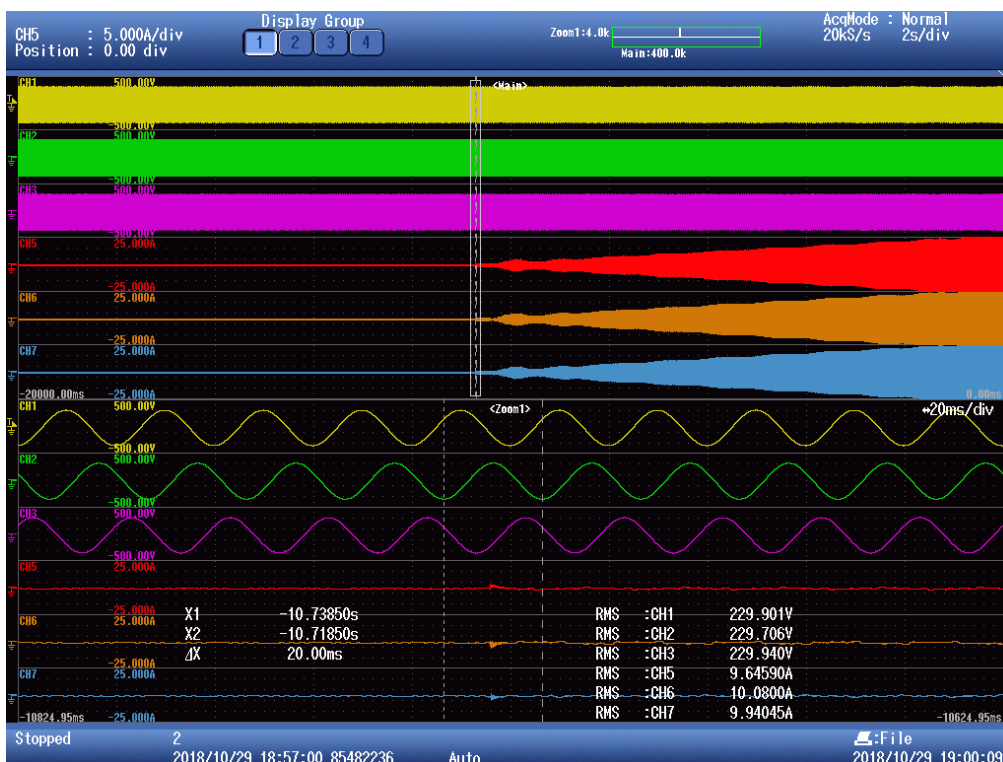 CH5 : 5.000A/div
Position : 0.00 div
Display Group
1 2 3 4
Zoom1:4.0k
Main:400.0k
AcqMode : Normal
20kS/s 2s/div
<Main>
CH1 500.00V
-500.00V
CH2 500.00V
-500.00V
CH3 500.00V
-500.00V
CH5 25.000A
-25.000A
CH6 25.000A
-25.000A
CH7 25.000A
-20000.00ms -25.000A 0.00ms
<Zoom1>
20ms/div
CH1 500.00V
-500.00V
CH2 500.00V
-500.00V
CH3 500.00V
-500.00V
CH5 25.000A
-25.000A
CH6 25.000A
-25.000A
CH7 25.000A
-10824.95ms -25.000A -10624.95ms
X1 -10.73850s
X2 -10.71850s
ΔX 20.00ms
RMS :CH1 229.901V
RMS :CH2 229.706V
RMS :CH3 229.940V
RMS :CH5 9.64590A
RMS :CH6 10.0800A
RMS :CH7 9.94045A
Stopped 2
2018/10/29 18:57:00.85482236 Auto
:File
2018/10/29 19:00:09